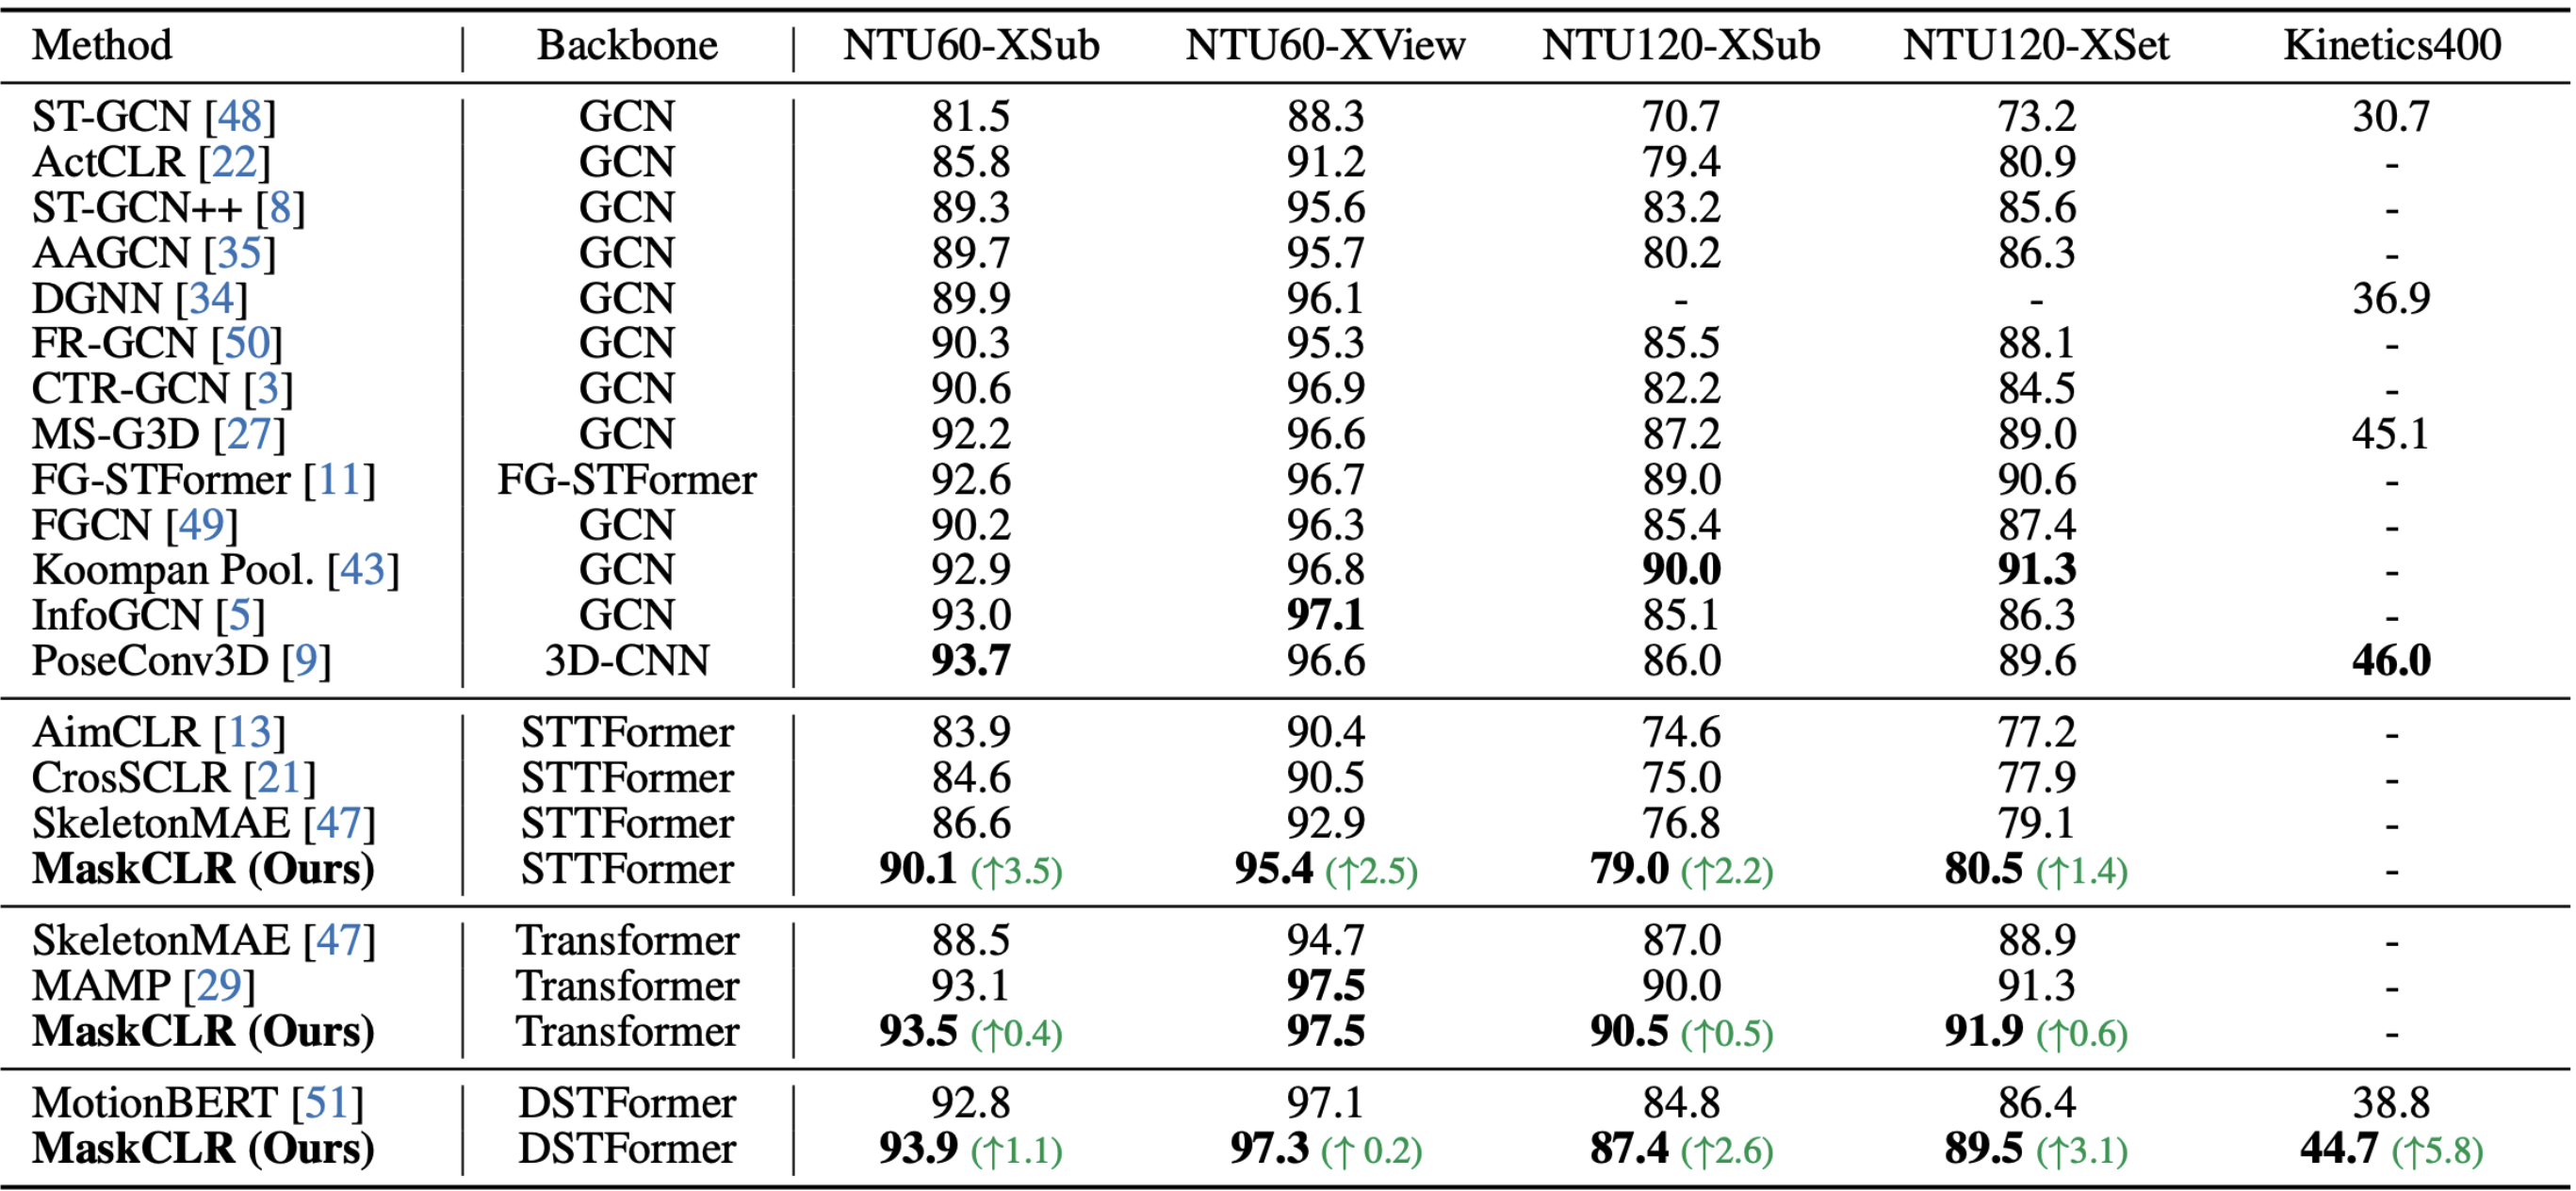 Method Backbone NTU60-XSub NTU60-XView NTU120-XSub NTU120-XSet Kinetics400
ST-GCN [48] GCN 81.5 88.3 70.7 73.2 30.7
ActCLR [22] GCN 85.8 91.2 79.4 80.9 -
ST-GCN++ [8] GCN 89.3 95.6 83.2 85.6 -
AAGCN [35] GCN 89.7 95.7 80.2 86.3 -
DGNN [34] GCN 89.9 96.1 - - 36.9
FR-GCN [50] GCN 90.3 95.3 85.5 88.1 -
CTR-GCN [3] GCN 90.6 96.9 82.2 84.5 -
MS-G3D [27] GCN 92.2 96.6 87.2 89.0 45.1
FG-STFormer [11] FG-STFormer 92.6 96.7 89.0 90.6 -
FGCN [49] GCN 90.2 96.3 85.4 87.4 -
Koompan Pool. [43] GCN 92.9 96.8 90.0 91.3 -
InfoGCN [5] GCN 93.0 97.1 85.1 86.3 -
PoseConv3D [9] 3D-CNN 93.7 96.6 86.0 89.6 46.0
AimCLR [13] STTFormer 83.9 90.4 74.6 77.2 -
CrosSCLR [21] STTFormer 84.6 90.5 75.0 77.9 -
SkeletonMAE [47] STTFormer 86.6 92.9 76.8 79.1 -
MaskCLR (Ours) STTFormer 90.1 (↑3.5) 95.4 (↑2.5) 79.0 (↑2.2) 80.5 (↑1.4) -
SkeletonMAE [47] Transformer 88.5 94.7 87.0 88.9 -
MAMP [29] Transformer 93.1 97.5 90.0 91.3 -
MaskCLR (Ours) Transformer 93.5 (↑0.4) 97.5 90.5 (↑0.5) 91.9 (↑0.6) -
MotionBERT [51] DSTFormer 92.8 97.1 84.8 86.4 38.8
MaskCLR (Ours) DSTFormer 93.9 (↑1.1) 97.3 (↑ 0.2) 87.4 (↑2.6) 89.5 (↑3.1) 44.7 (↑5.8)